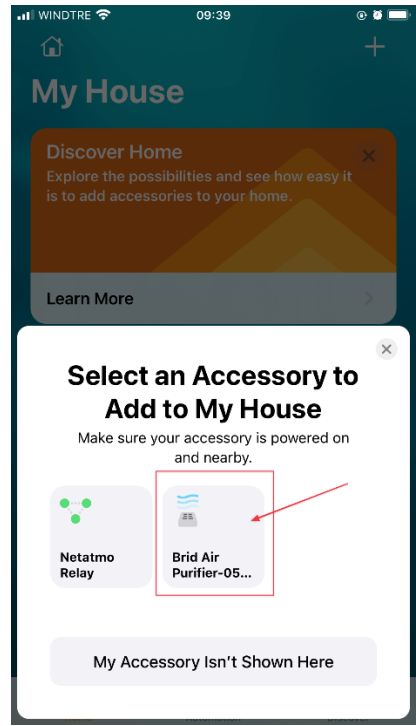 WINDTRE 09:39
My House
Discover Home
Explore the possibilities and see how easy it
is to add accessories to your home.
Learn More
Select an Accessory to
Add to My House
Make sure your accessory is powered on
and nearby.
Netatmo
Relay
Brid Air
Purifier-05...
My Accessory Isn't Shown Here